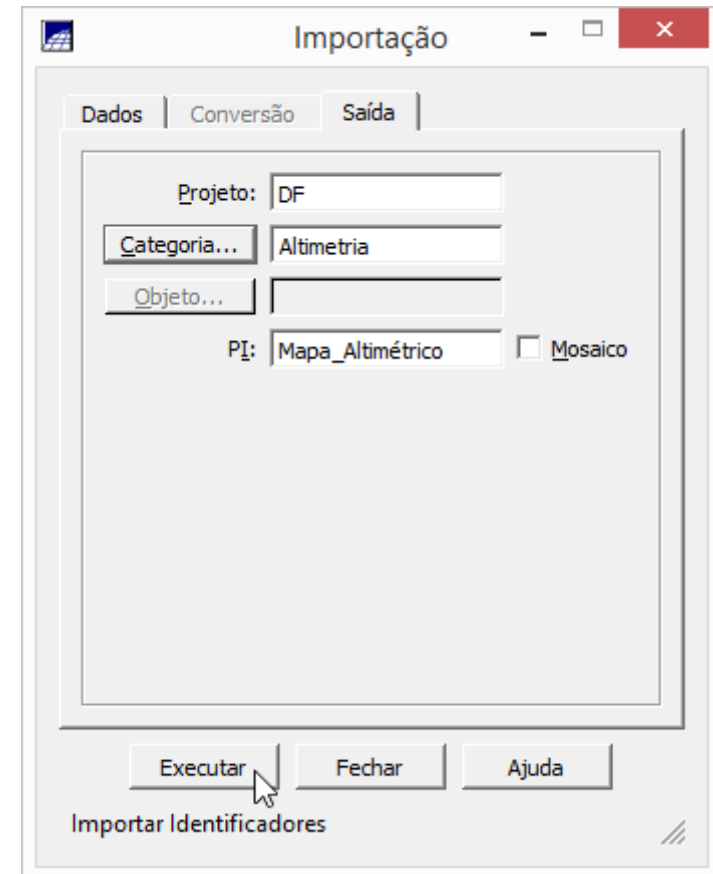 Importação
Dados Conversão Saída
Projeto: DF
Categoria... Altimetria
Objeto...
PI: Mapa_Altimétrico Mosaico
Executar Fechar Ajuda
Importar Identificadores